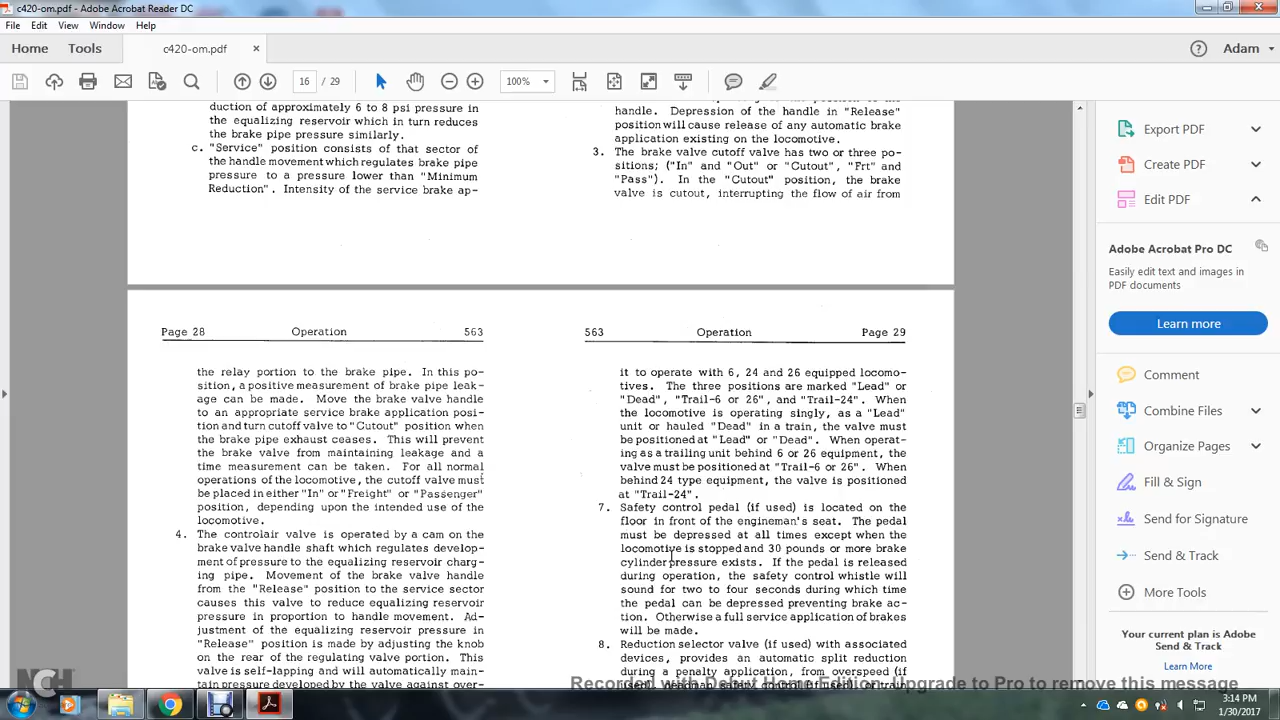 c420-om.pdf - Adobe Acrobat Reader DC
File Edit View Window Help
Home Tools c420-om.pdf × Adam
16 / 29 100%
duction of approximately 6 to 8 psi pressure in
the equalizing reservoir which in turn reduces
the brake pipe pressure similarly.
c. "Service" position consists of that sector of
the handle movement which regulates brake pipe
pressure to a pressure lower than "Minimum
Reduction". Intensity of the service brake ap-
handle. Depression of the handle in "Release"
position will cause release of any automatic brake
application existing on the locomotive.
3. The brake valve cutoff valve has two or three po-
sitions; ("In" and "Out" or "Cutout", "Frt" and
"Pass"). In the "Cutout" position, the brake
valve is cutout, interrupting the flow of air from
Page 28 Operation 563
the relay portion to the brake pipe. In this po-
sition, a positive measurement of brake pipe leak-
age can be made. Move the brake valve handle
to an appropriate service brake application posi-
tion and turn cutoff valve to "Cutout" position when
the brake pipe exhaust ceases. This will prevent
the brake valve from maintaining leakage and a
time measurement can be taken. For all normal
operations of the locomotive, the cutoff valve must
be placed in either "In" or "Freight" or "Passenger"
position, depending upon the intended use of the
locomotive.
4. The controlair valve is operated by a cam on the
brake valve handle shaft which regulates develop-
ment of pressure to the equalizing reservoir charg-
ing pipe. Movement of the brake valve handle
from the "Release" position to the service sector
causes this valve to reduce equalizing reservoir
pressure in proportion to handle movement. Ad-
justment of the equalizing reservoir pressure in
"Release" position is made by adjusting the knob
on the rear of the regulating valve portion. This
valve is self-lapping and will automatically main-
tain pressure developed by the valve against over-
563 Operation Page 29
it to operate with 6, 24 and 26 equipped locomo-
tives. The three positions are marked "Lead" or
"Dead", "Trail-6 or 26", and "Trail-24". When
the locomotive is operating singly, as a "Lead"
unit or hauled "Dead" in a train, the valve must
be positioned at "Lead" or "Dead". When operat-
ing as a trailing unit behind 6 or 26 equipment, the
valve must be positioned at "Trail-6 or 26". When
behind 24 type equipment, the valve is positioned
at "Trail-24".
7. Safety control pedal (if used) is located on the
floor in front of the engineman's seat. The pedal
must be depressed at all times except when the
locomotive is stopped and 30 pounds or more brake
cylinder pressure exists. If the pedal is released
during operation, the safety control whistle will
sound for two to four seconds during which time
the pedal can be depressed preventing brake ac-
tion. Otherwise a full service application of brakes
will be made.
8. Reduction selector valve (if used) with associated
devices, provides an automatic split reduction
during a penalty application, from overspeed (if
Export PDF
Create PDF
Edit PDF
Adobe Acrobat Pro DC
Easily edit text and images in
PDF documents
Learn more
Comment
Combine Files
Organize Pages
Fill & Sign
Send for Signature
Send & Track
More Tools
Your current plan is Adobe
Send & Track
Learn More
NCH
Recorded with Debut Home Edition. Upgrade to Pro to remove this message
3:14 PM
1/30/2017